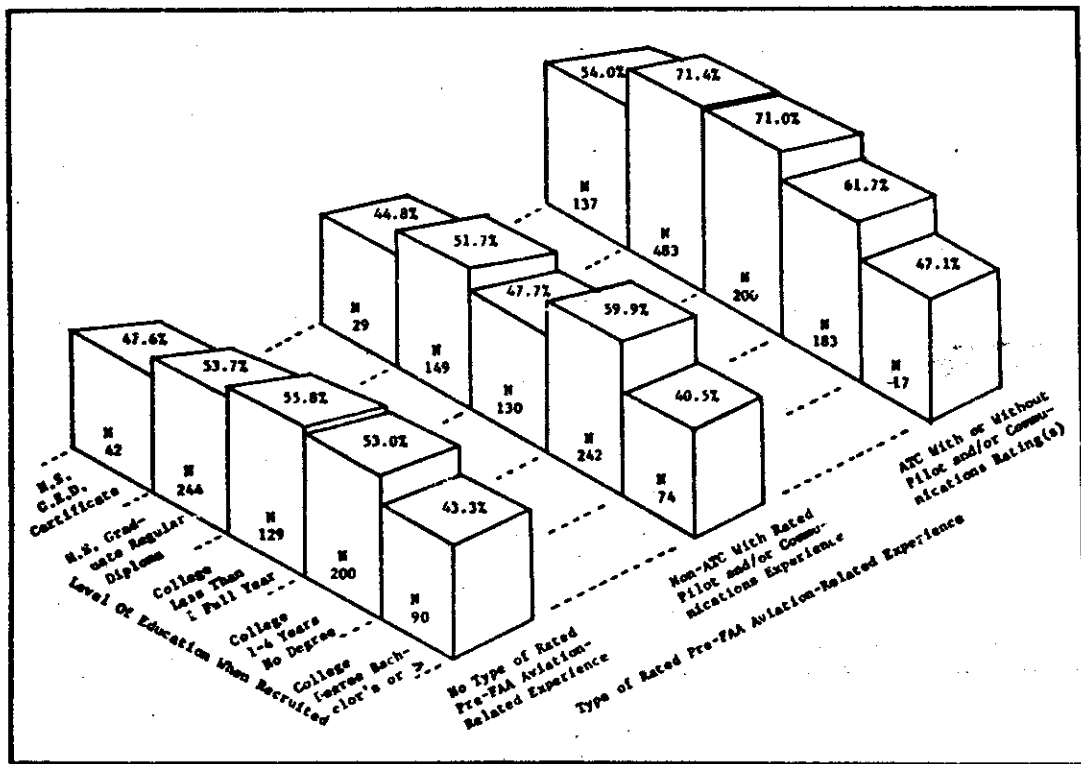 54.0%
71.4%
71.0%
61.7%
47.1%
N
137
N
483
N
N
183
N
17
44.8%
51.7%
47.7%
59.9%
40.5%
N
29
N
149
N
130
N
242
N
74
47.6%
53.7%
55.8%
53.0%
43.3%
N
42
N
N
129
N
200
N
90
H.S.
G.E.D.
Certificate
H.S. Grad-
uate Regular
Diploma
College
Less Than
1 Full Year
College
1-4 Years
No Degree
College
Degree Bach-
elor's or >
Level Of Education When Recruited
No Type of Rated
Pre-FAA Aviation-
Related Experience
Non-ATC With Rated
Pilot and/or Commu-
nications Experience
ATC With or Without
Pilot and/or Commu-
nications Rating(s)
Type of Rated Pre-FAA Aviation-Related Experience